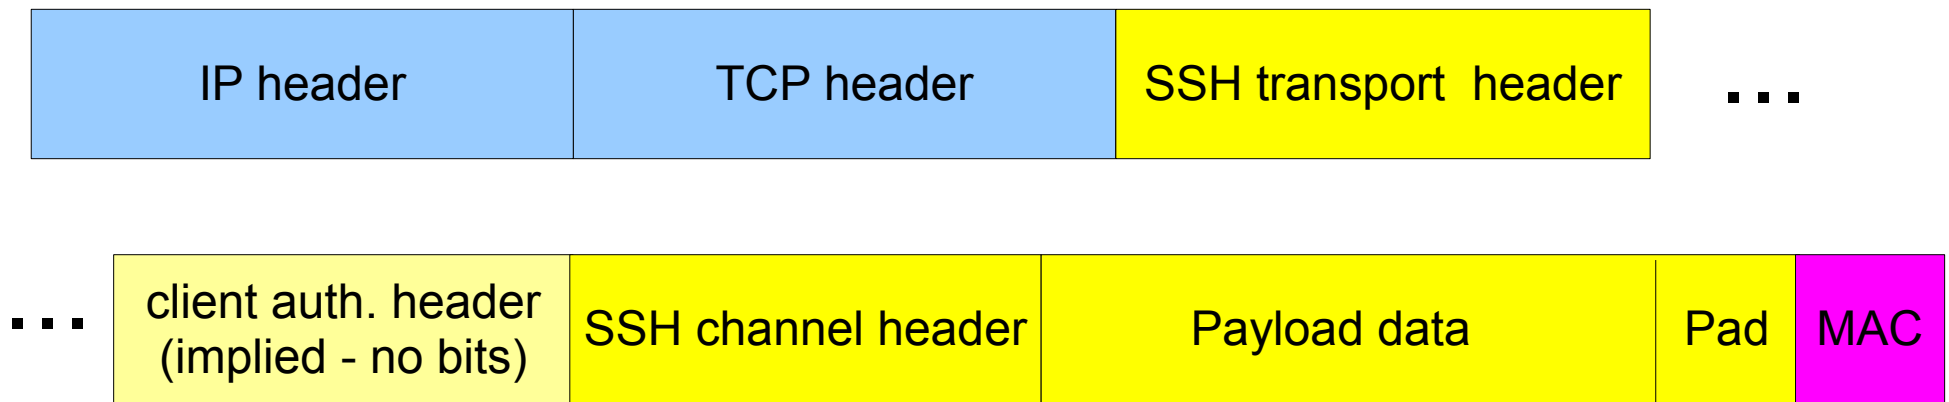 IP header
TCP header
SSH transport header
...
...
client auth. header
(implied - no bits)
SSH channel header
Payload data
Pad
MAC